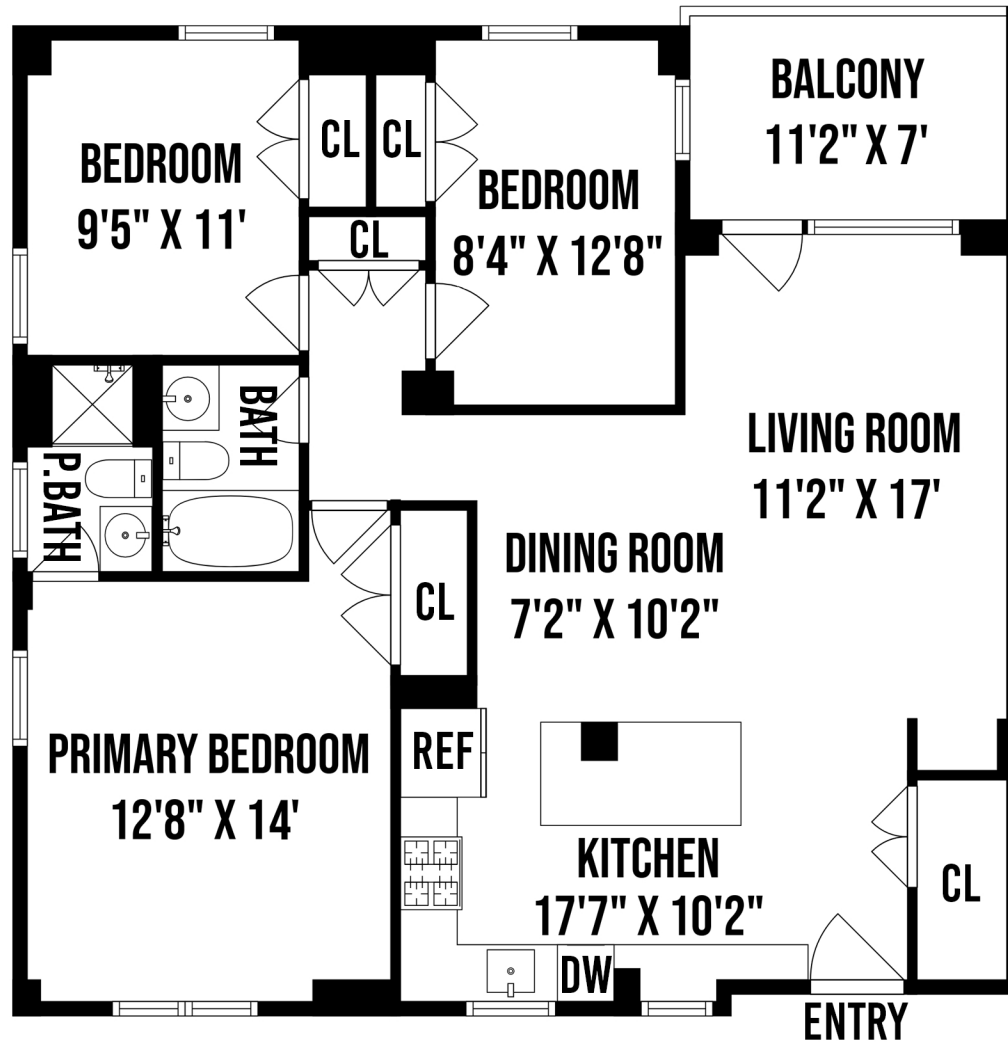 BALCONY
11'2" X 7'
BEDROOM
9'5" X 11'
CL
CL
BEDROOM
8'4" X 12'8"
CL
BATH
P.BATH
LIVING ROOM
11'2" X 17'
DINING ROOM
7'2" X 10'2"
CL
PRIMARY BEDROOM
12'8" X 14'
REF
KITCHEN
17'7" X 10'2"
CL
DW
ENTRY